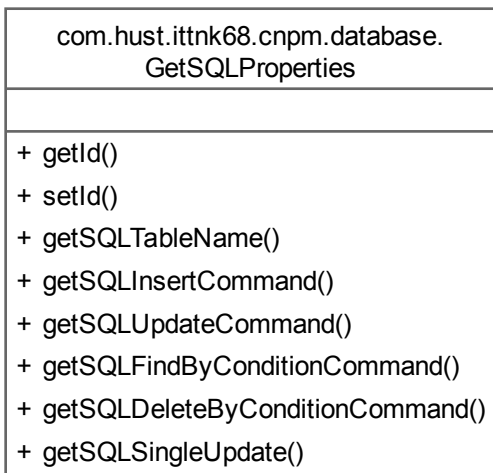 com.hust.ittnk68.cnpm.database.
GetSQLProperties
+ getId()
+ setId()
+ getSQLTableName()
+ getSQLInsertCommand()
+ getSQLUpdateCommand()
+ getSQLFindByConditionCommand()
+ getSQLDeleteByConditionCommand()
+ getSQLSingleUpdate()